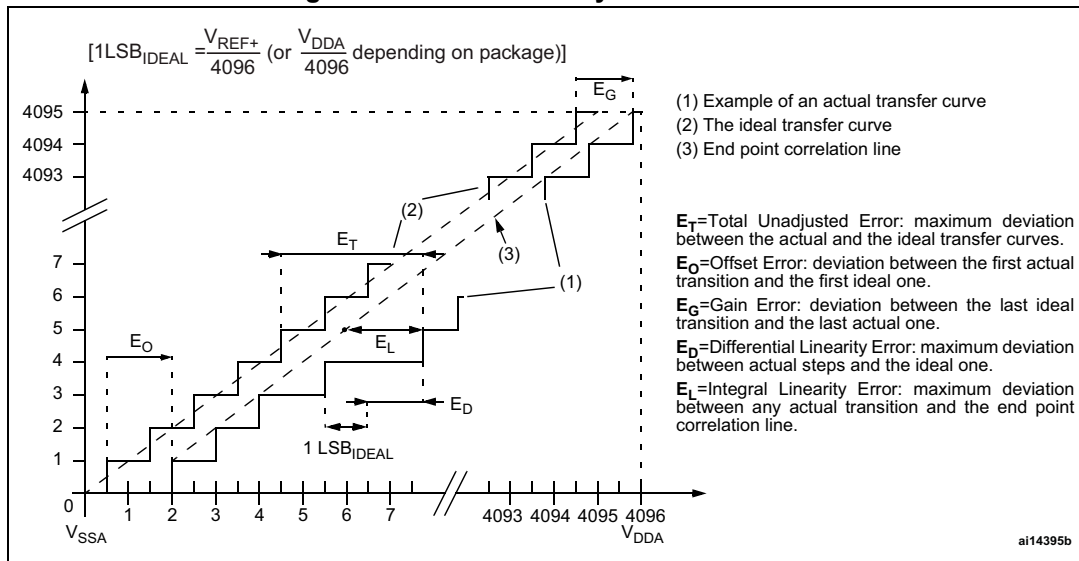 [1LSBIDEAL = VREF+ / 4096 (or VDDA / 4096 depending on package)]
EG
4095
4094
4093
(1) Example of an actual transfer curve
(2) The ideal transfer curve
(3) End point correlation line
(2)
ET
(3)
(1)
7
6
5
4
3
2
1
0
EO
EL
ED
1 LSBIDEAL
ET=Total Unadjusted Error: maximum deviation
between the actual and the ideal transfer curves.
EO=Offset Error: deviation between the first actual
transition and the first ideal one.
EG=Gain Error: deviation between the last ideal
transition and the last actual one.
ED=Differential Linearity Error: maximum deviation
between actual steps and the ideal one.
EL=Integral Linearity Error: maximum deviation
between any actual transition and the end point
correlation line.
1 2 3 4 5 6 7 4093 4094 4095 4096
VSSA VDDA
ai14395b